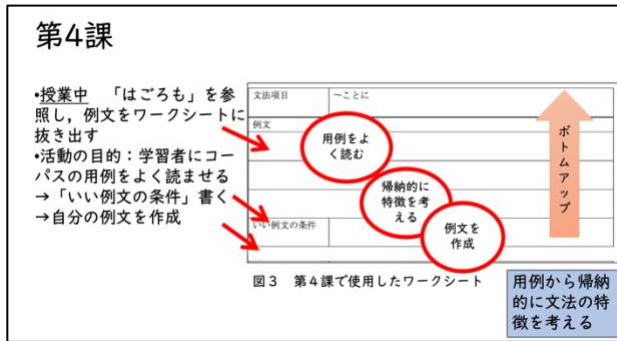 第4課
•授業中　「はごろも」を参
照し，例文をワークシートに
抜き出す
•活動の目的：学習者にコー
パスの用例をよく読ませる
→「いい例文の条件」書く
→自分の例文を作成
文法項目　～ことに
例文
用例をよ
く読む
帰納的に
特徴を考
える
いい例文の条件
例文を
作成
ボトムアップ
図３　第４課で使用したワークシート
用例から帰納
的に文法の特
徴を考える